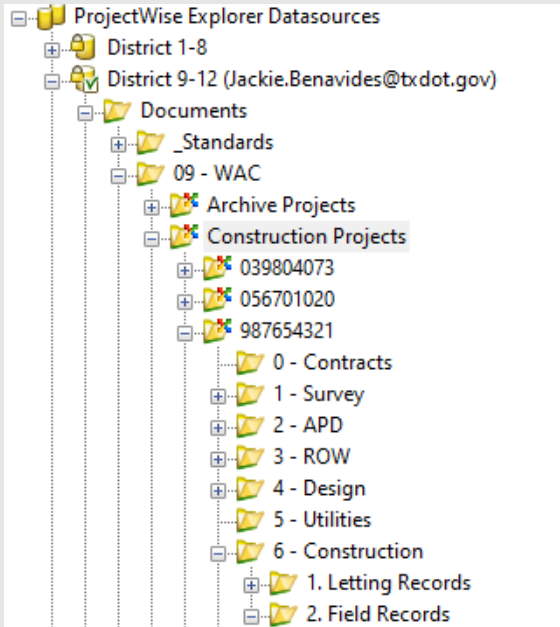 ProjectWise Explorer Datasources
District 1-8
District 9-12 (Jackie.Benavides@txdot.gov)
Documents
_Standards
09 - WAC
Archive Projects
Construction Projects
039804073
056701020
987654321
0 - Contracts
1 - Survey
2 - APD
3 - ROW
4 - Design
5 - Utilities
6 - Construction
1. Letting Records
2. Field Records